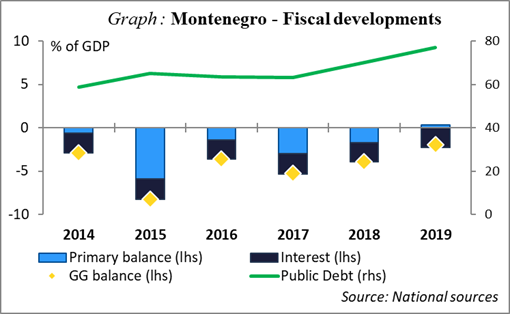 Graph : Montenegro - Fiscal developments
% of GDP
10
5
0
-5
-10
80
60
40
20
0
2014 2015 2016 2017 2018 2019
Primary balance (lhs) Interest (lhs)
GG balance (lhs) Public Debt (rhs)
Source: National sources